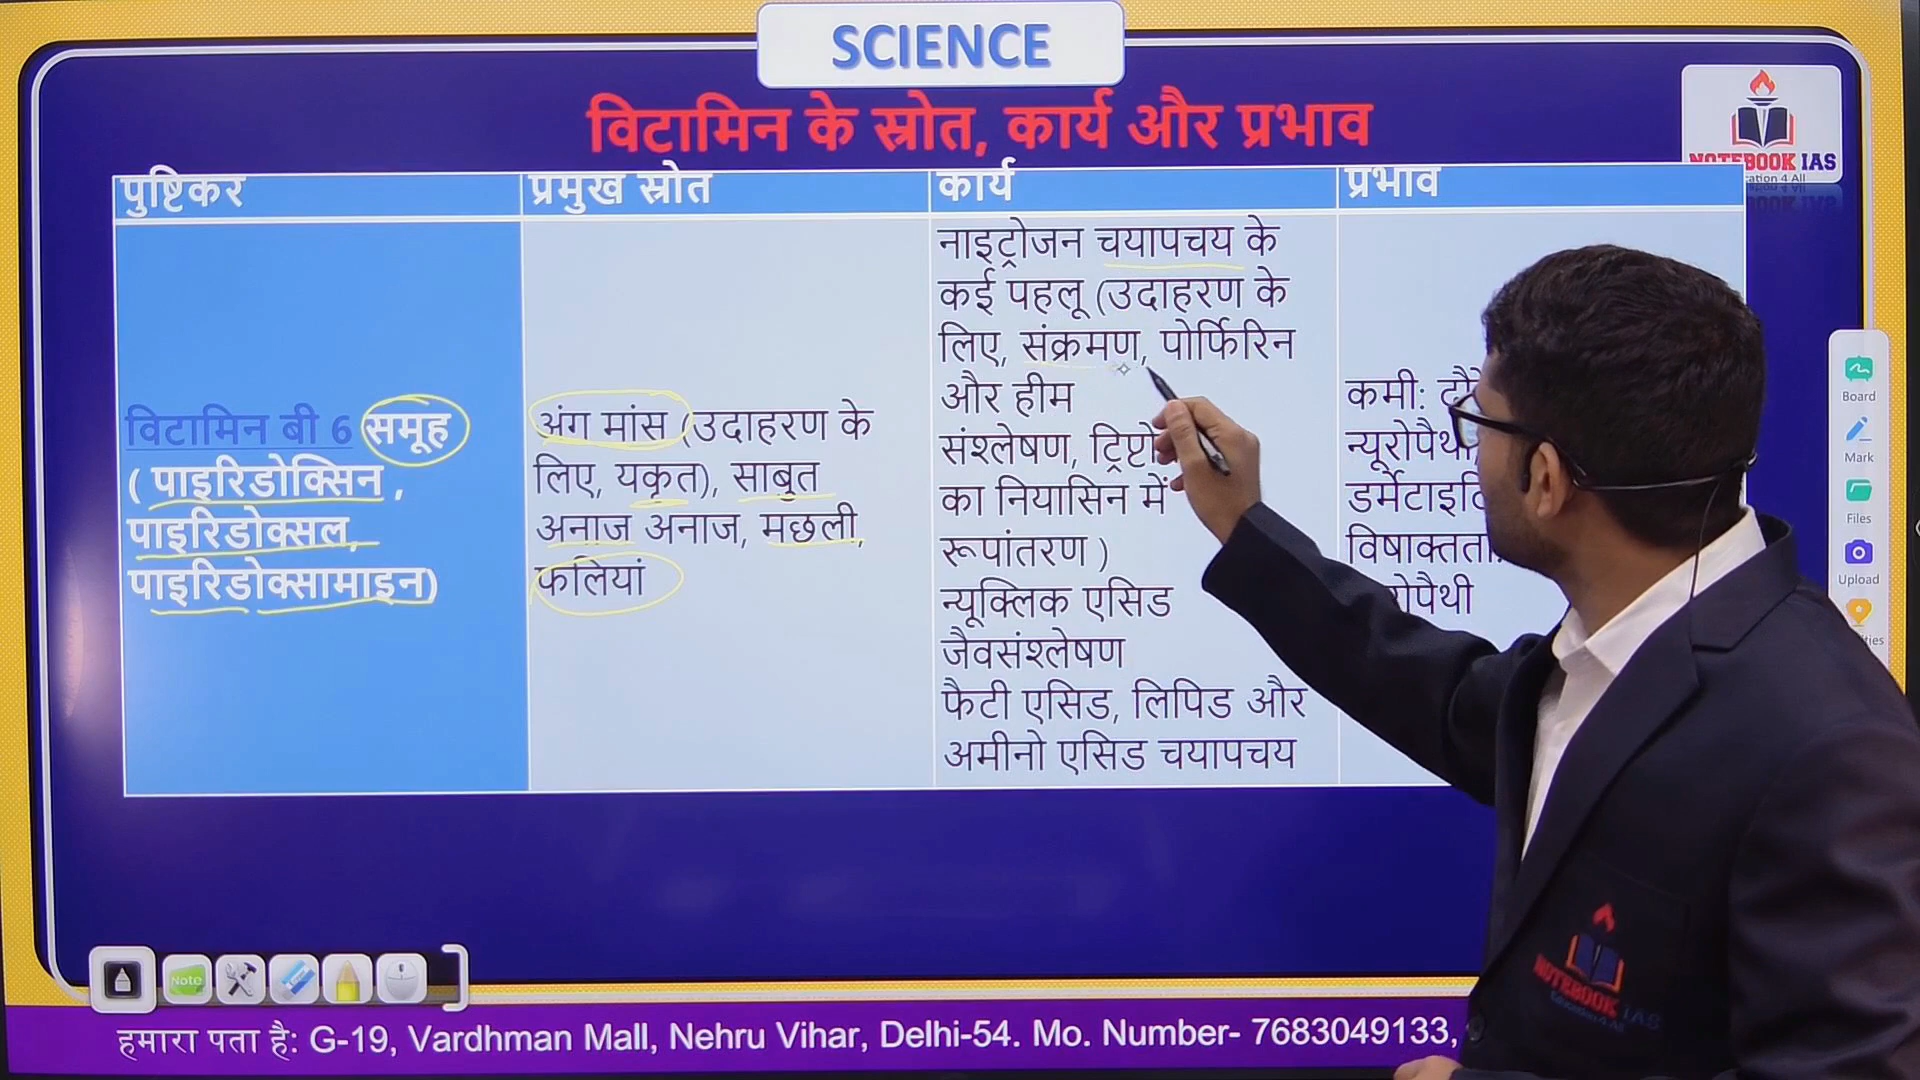 SCIENCE
विटामिन के स्रोत, कार्य और प्रभाव
NOTEBOOK IAS
पुष्टिकर
प्रमुख स्रोत
कार्य
प्रभाव
विटामिन बी 6 समूह
( पाइरिडोक्सिन ,
पाइरिडोक्सल,
पाइरिडोक्सामाइन)
अंग मांस (उदाहरण के
लिए, यकृत), साबुत
अनाज अनाज, मछली,
फलियां
नाइट्रोजन चयापचय के
कई पहलू (उदाहरण के
लिए, संक्रमण, पोर्फिरिन
और हीम
संश्लेषण,
का नियासिन में
रूपांतरण )
न्यूक्लिक एसिड
जैवसंश्लेषण
फैटी एसिड, लिपिड और
अमीनो एसिड चयापचय
कमी:
Board
Mark
Files
Upload
Note
हमारा पता है: G-19, Vardhman Mall, Nehru Vihar, Delhi-54. Mo. Number- 7683049133,
NOTEBOOK IAS